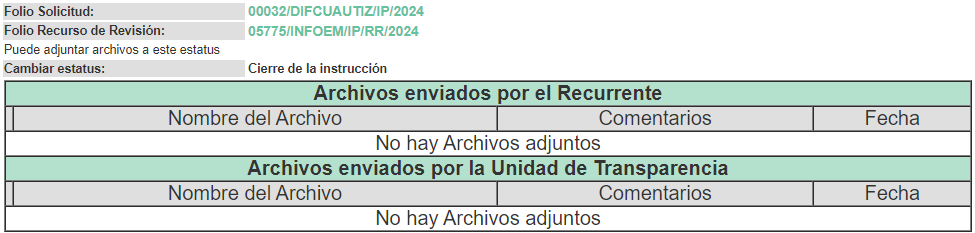 Folio Solicitud: 00032/DIFCUAUTIZ/IP/2024
Folio Recurso de Revisión: 05775/INFOEM/IP/RR/2024
Puede adjuntar archivos a este estatus
Cambiar estatus: Cierre de la instrucción
Archivos enviados por el Recurrente
Nombre del Archivo Comentarios Fecha
No hay Archivos adjuntos
Archivos enviados por la Unidad de Transparencia
Nombre del Archivo Comentarios Fecha
No hay Archivos adjuntos